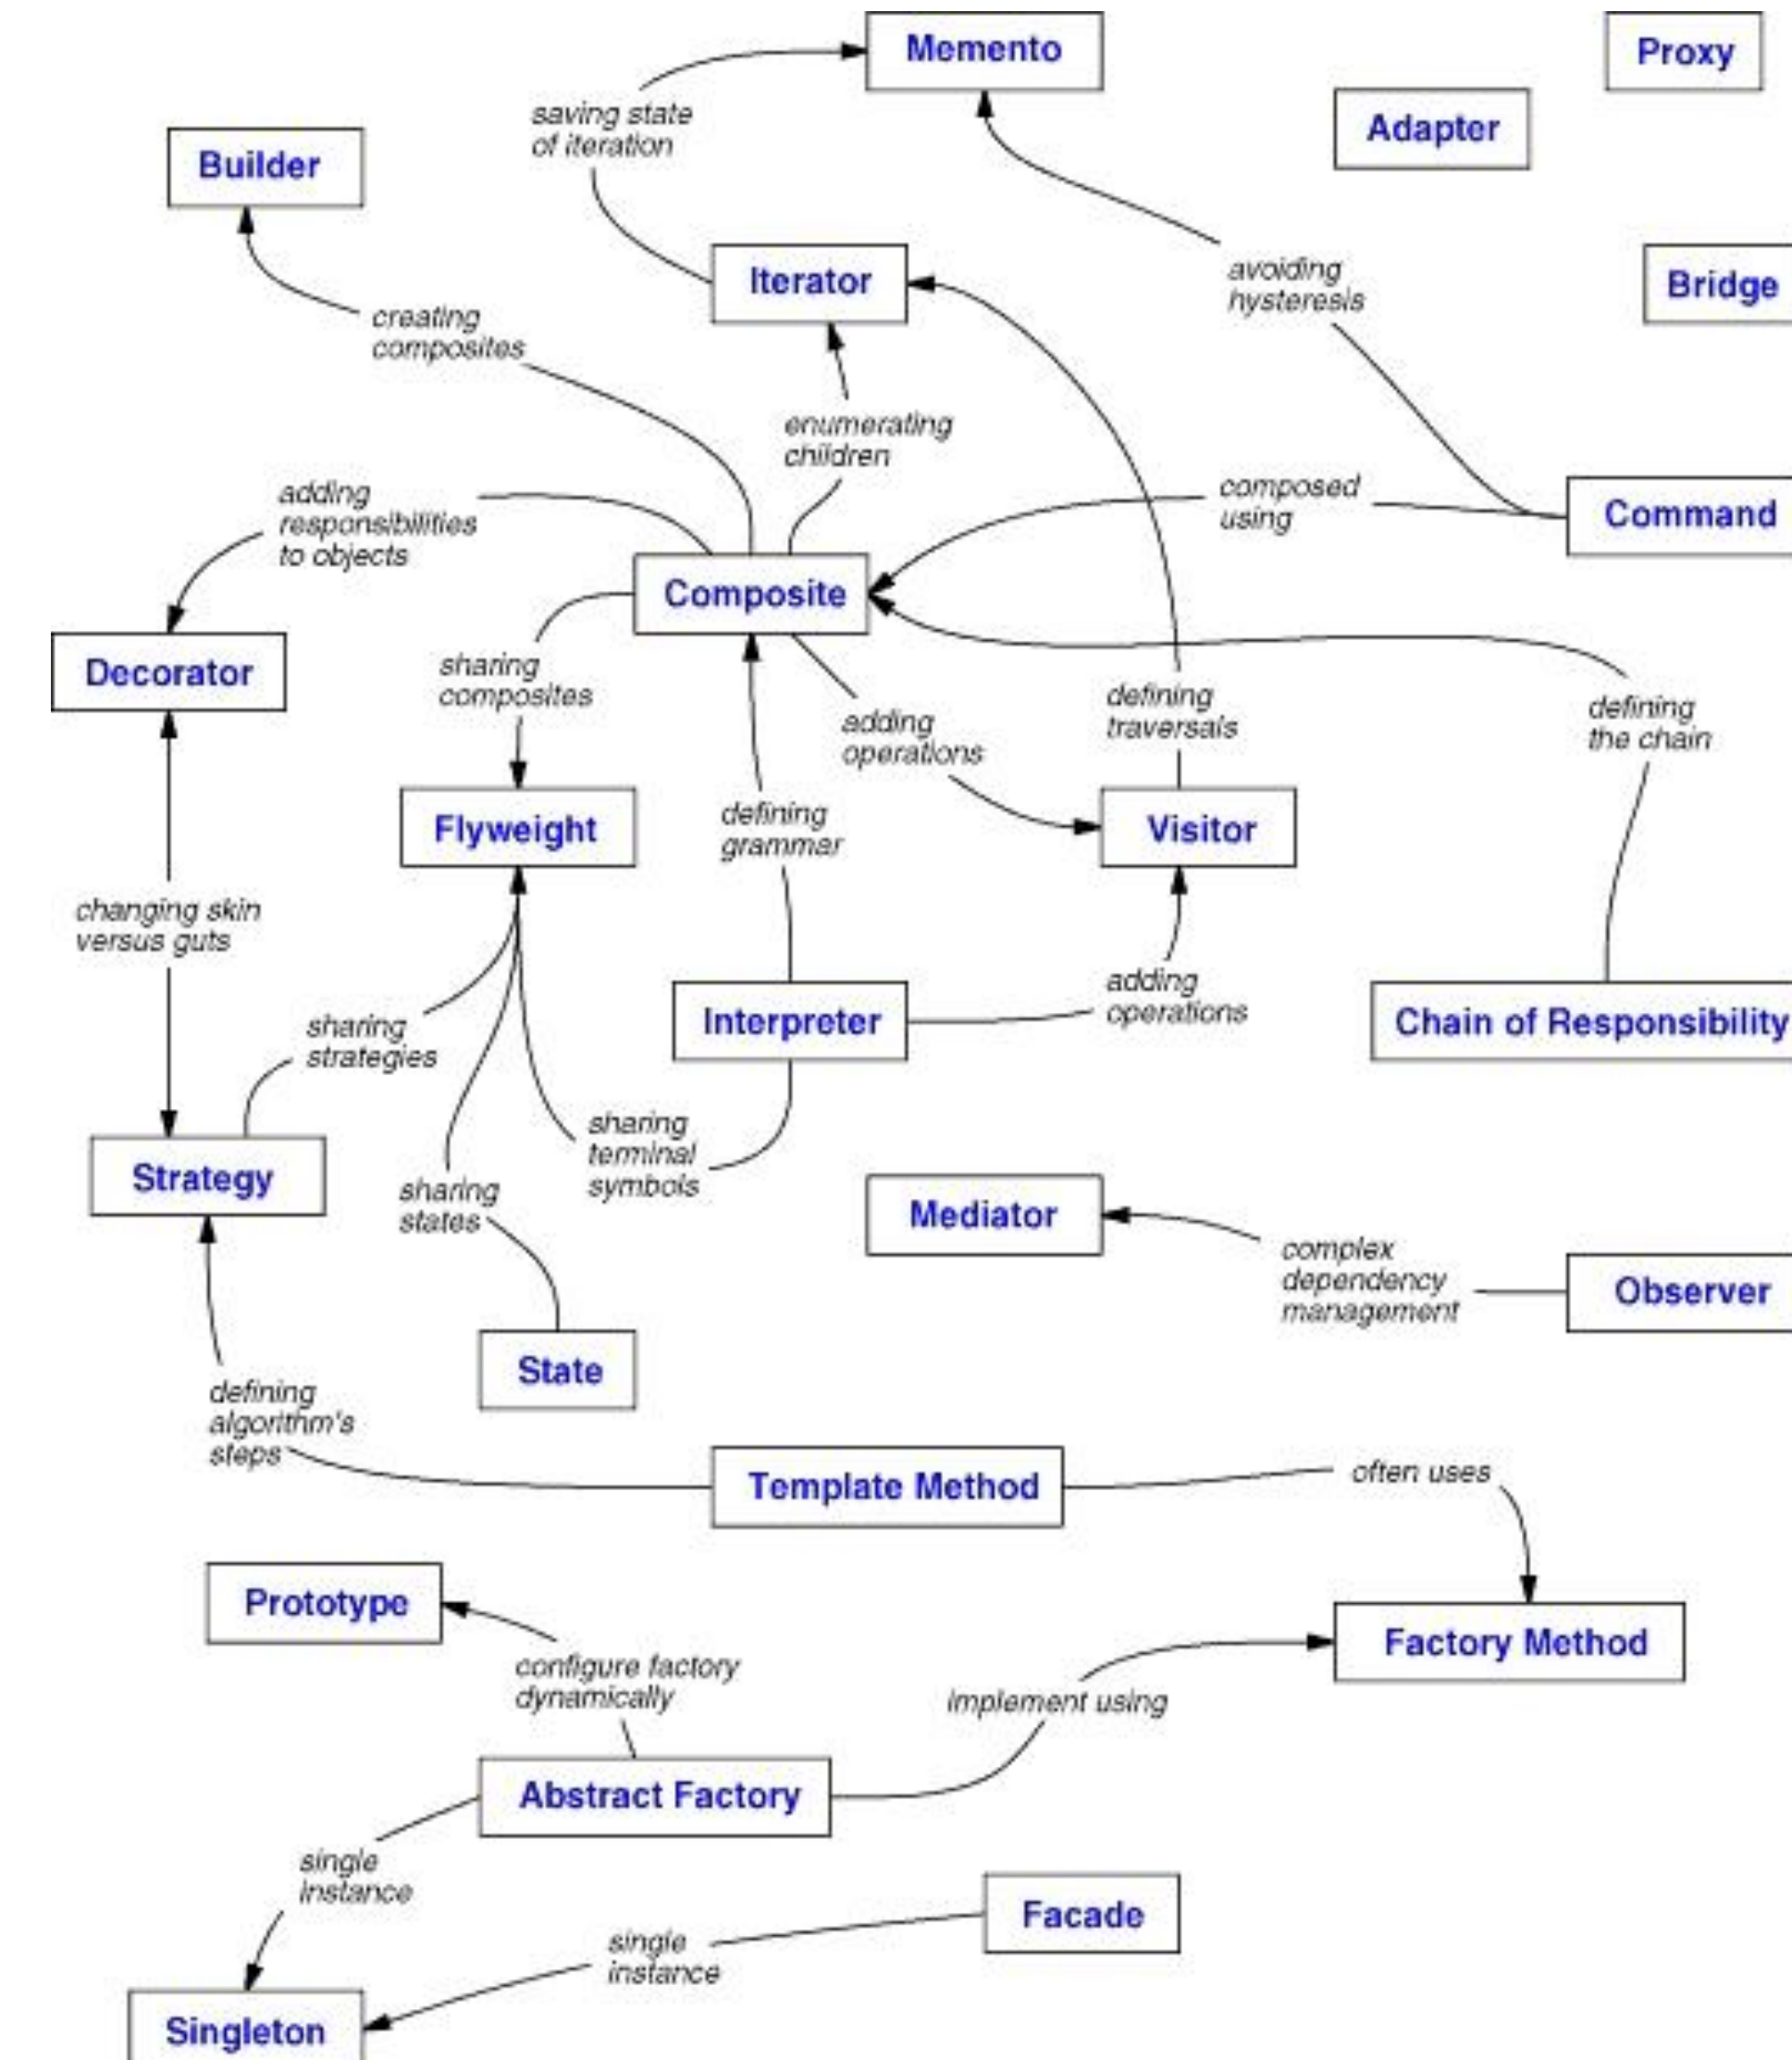 Memento
Proxy
Adapter
saving state
of iteration
Builder
Iterator
avoiding
hysteresis
Bridge
creating
composites
enumerating
children
adding
responsibilities
to objects
composed
using
Command
Composite
Decorator
sharing
composites
adding
operations
defining
traversals
defining
the chain
Flyweight
defining
grammar
Visitor
changing skin
versus guts
sharing
strategies
Interpreter
adding
operations
Chain of Responsibility
sharing
terminal
symbols
Strategy
sharing
states
Mediator
complex
dependency
management
Observer
State
defining
algorithm's
steps
Template Method
often uses
Prototype
Factory Method
configure factory
dynamically
implement using
Abstract Factory
single
instance
Facade
single
instance
Singleton